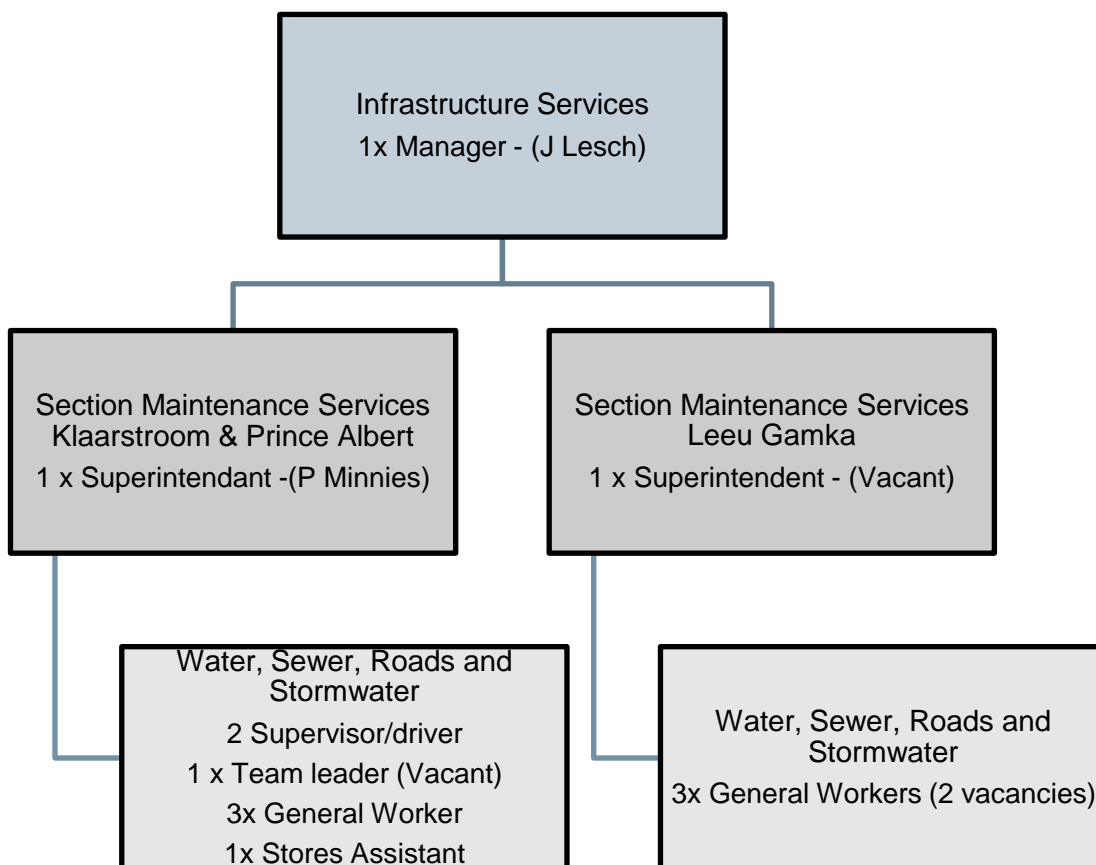 Infrastructure Services
1x Manager - (J Lesch)
Section Maintenance Services
Klaarstroom & Prince Albert
1 x Superintendant -(P Minnies)
Section Maintenance Services
Leeu Gamka
1 x Superintendent - (Vacant)
Water, Sewer, Roads and
Stormwater
2 Supervisor/driver
1 x Team leader (Vacant)
3x General Worker
1x Stores Assistant
Water, Sewer, Roads and
Stormwater
3x General Workers (2 vacancies)